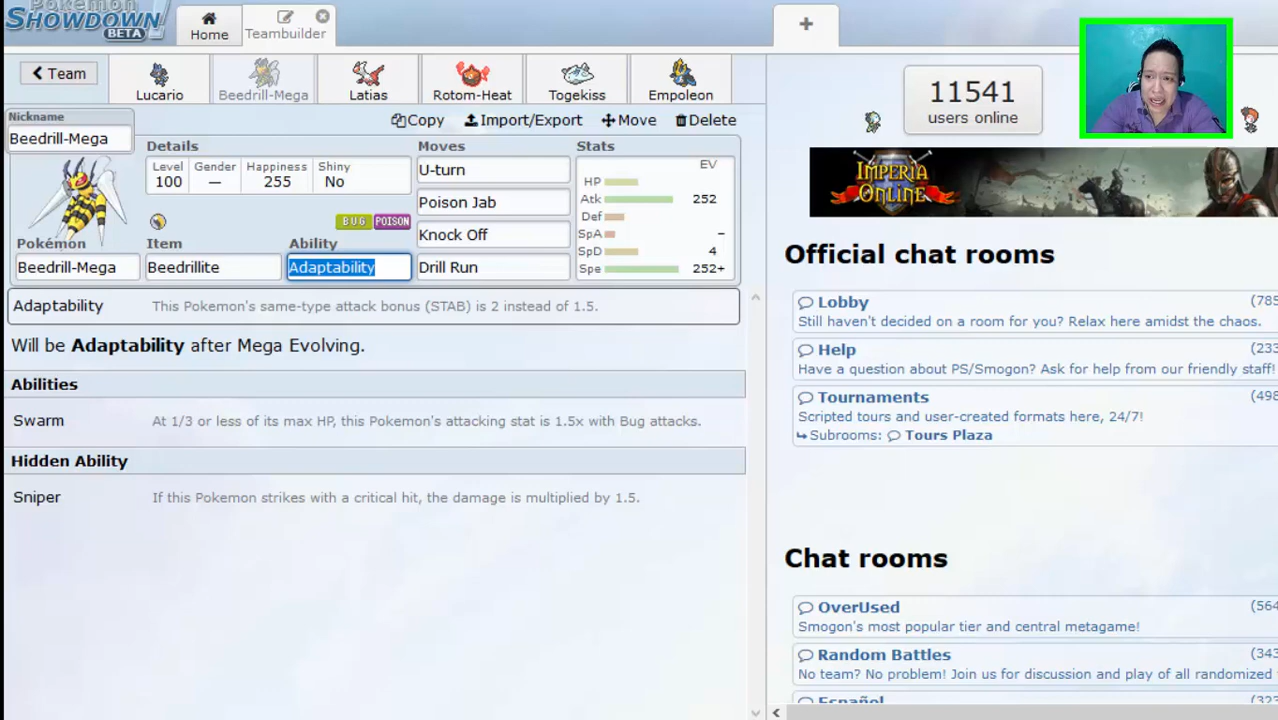 Pokémon
SHOWDOWN
BETA
Home
Teambuilder
+
Team
Lucario
Beedrill-Mega
Latias
Rotom-Heat
Togekiss
Empoleon
Nickname
Beedrill-Mega
Copy
Import/Export
Move
Delete
Details
Level
100
Gender
—
Happiness
255
Shiny
No
BUG
POISON
Pokémon
Beedrill-Mega
Item
Beedrillite
Ability
Adaptability
Moves
U-turn
Poison Jab
Knock Off
Drill Run
Stats
EV
HP
Atk 252
Def
SpA –
SpD 4
Spe 252+
Adaptability This Pokemon's same-type attack bonus (STAB) is 2 instead of 1.5.
Will be Adaptability after Mega Evolving.
Abilities
Swarm At 1/3 or less of its max HP, this Pokemon's attacking stat is 1.5x with Bug attacks.
Hidden Ability
Sniper If this Pokemon strikes with a critical hit, the damage is multiplied by 1.5.
11541
users online
IMPERIA
ONLINE
Official chat rooms
Lobby (785
Still haven't decided on a room for you? Relax here amidst the chaos.
Help (233
Have a question about PS/Smogon? Ask for help from our friendly staff!
Tournaments (498
Scripted tours and user-created formats here, 24/7!
Subrooms: Tours Plaza
Chat rooms
OverUsed (564
Smogon's most popular tier and central metagame!
Random Battles (343
No team? No problem! Join us for discussion and play of all randomized
Español (323